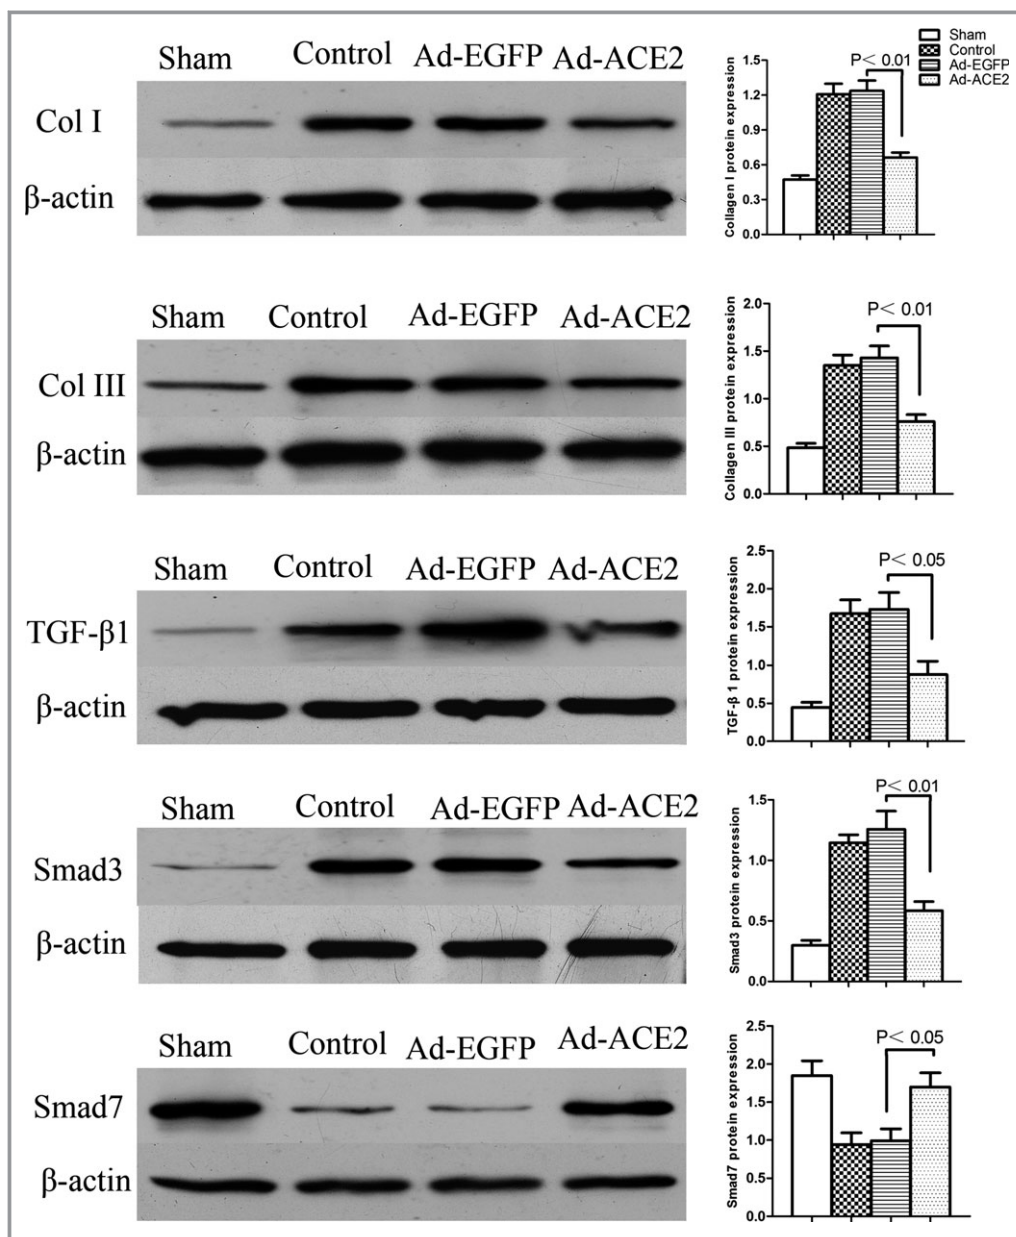 Sham Control Ad-EGFP Ad-ACE2
Col I
β-actin
Sham
Control
Ad-EGFP
Ad-ACE2
P< 0.01
Collagen I protein expression
1.5
1.2
0.9
0.6
0.3
0.0
Sham Control Ad-EGFP Ad-ACE2
Col III
β-actin
P< 0.01
Collagen III protein expression
2.0
1.5
1.0
0.5
0.0
Sham Control Ad-EGFP Ad-ACE2
TGF-β1
β-actin
P< 0.05
TGF-β 1 protein expression
2.5
2.0
1.5
1.0
0.5
0.0
Sham Control Ad-EGFP Ad-ACE2
Smad3
β-actin
P< 0.01
Smad3 protein expression
1.5
1.0
0.5
0.0
Sham Control Ad-EGFP Ad-ACE2
Smad7
β-actin
P< 0.05
Smad7 protein expression
2.5
2.0
1.5
1.0
0.5
0.0